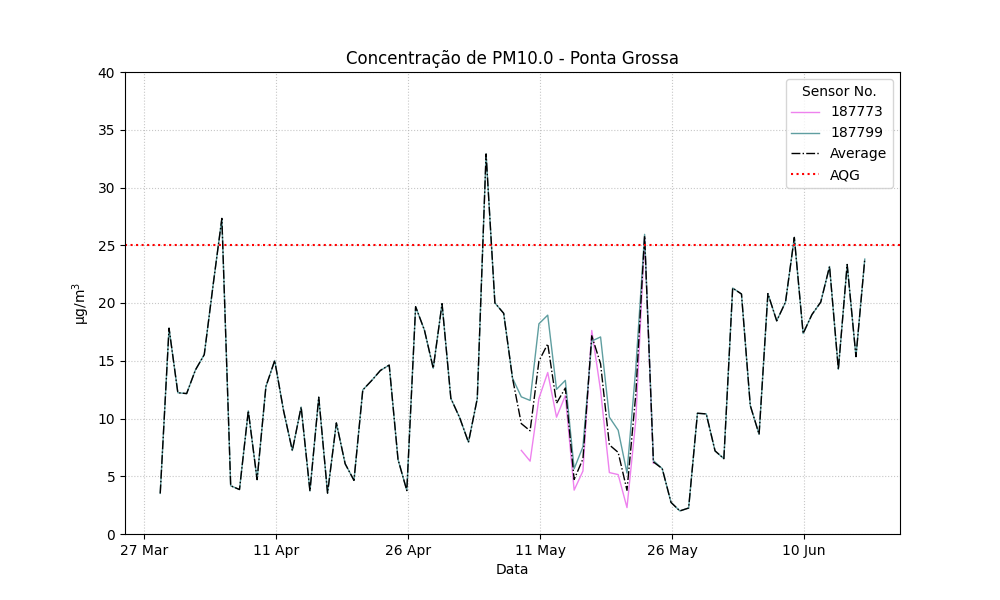 Concentração de PM10.0 - Ponta Grossa
Sensor No.
187773
187799
Average
AQG
µg/m³
40
35
30
25
20
15
10
5
0
27 Mar
11 Apr
26 Apr
11 May
26 May
10 Jun
Data